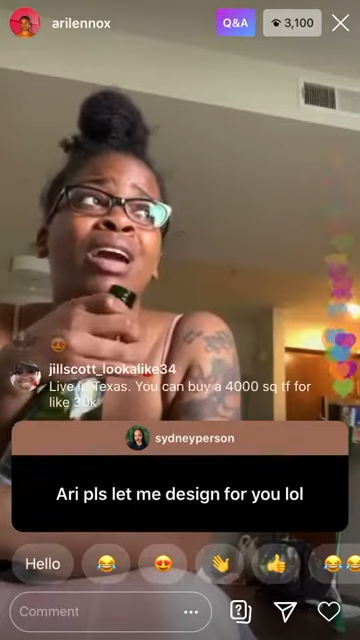 arilennox
Q&A
3,100
jillscott_lookalike34
Live in Texas. You can buy a 4000 sq tf for
like 30k
sydneyperson
Ari pls let me design for you lol
Hello
Comment